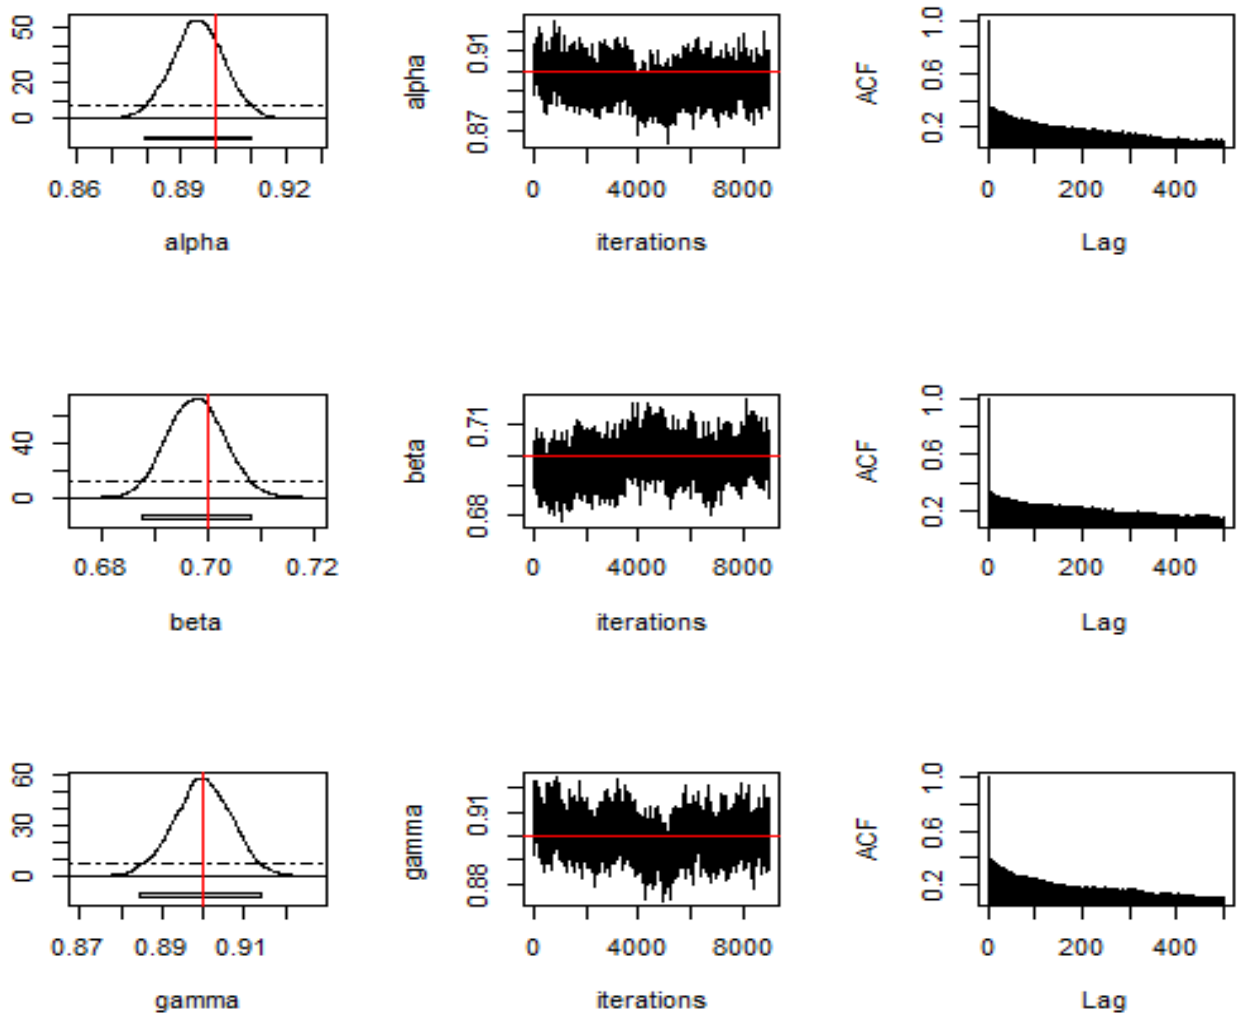 50
20
0
0.86 0.89 0.92
alpha
alpha
0.91
0.87
0 4000 8000
iterations
ACF
1.0
0.6
0.2
0 200 400
Lag
40
0
0.68 0.70 0.72
beta
beta
0.71
0.68
0 4000 8000
iterations
ACF
1.0
0.6
0.2
0 200 400
Lag
60
30
0
0.87 0.89 0.91
gamma
gamma
0.91
0.88
0 4000 8000
iterations
ACF
1.0
0.6
0.2
0 200 400
Lag